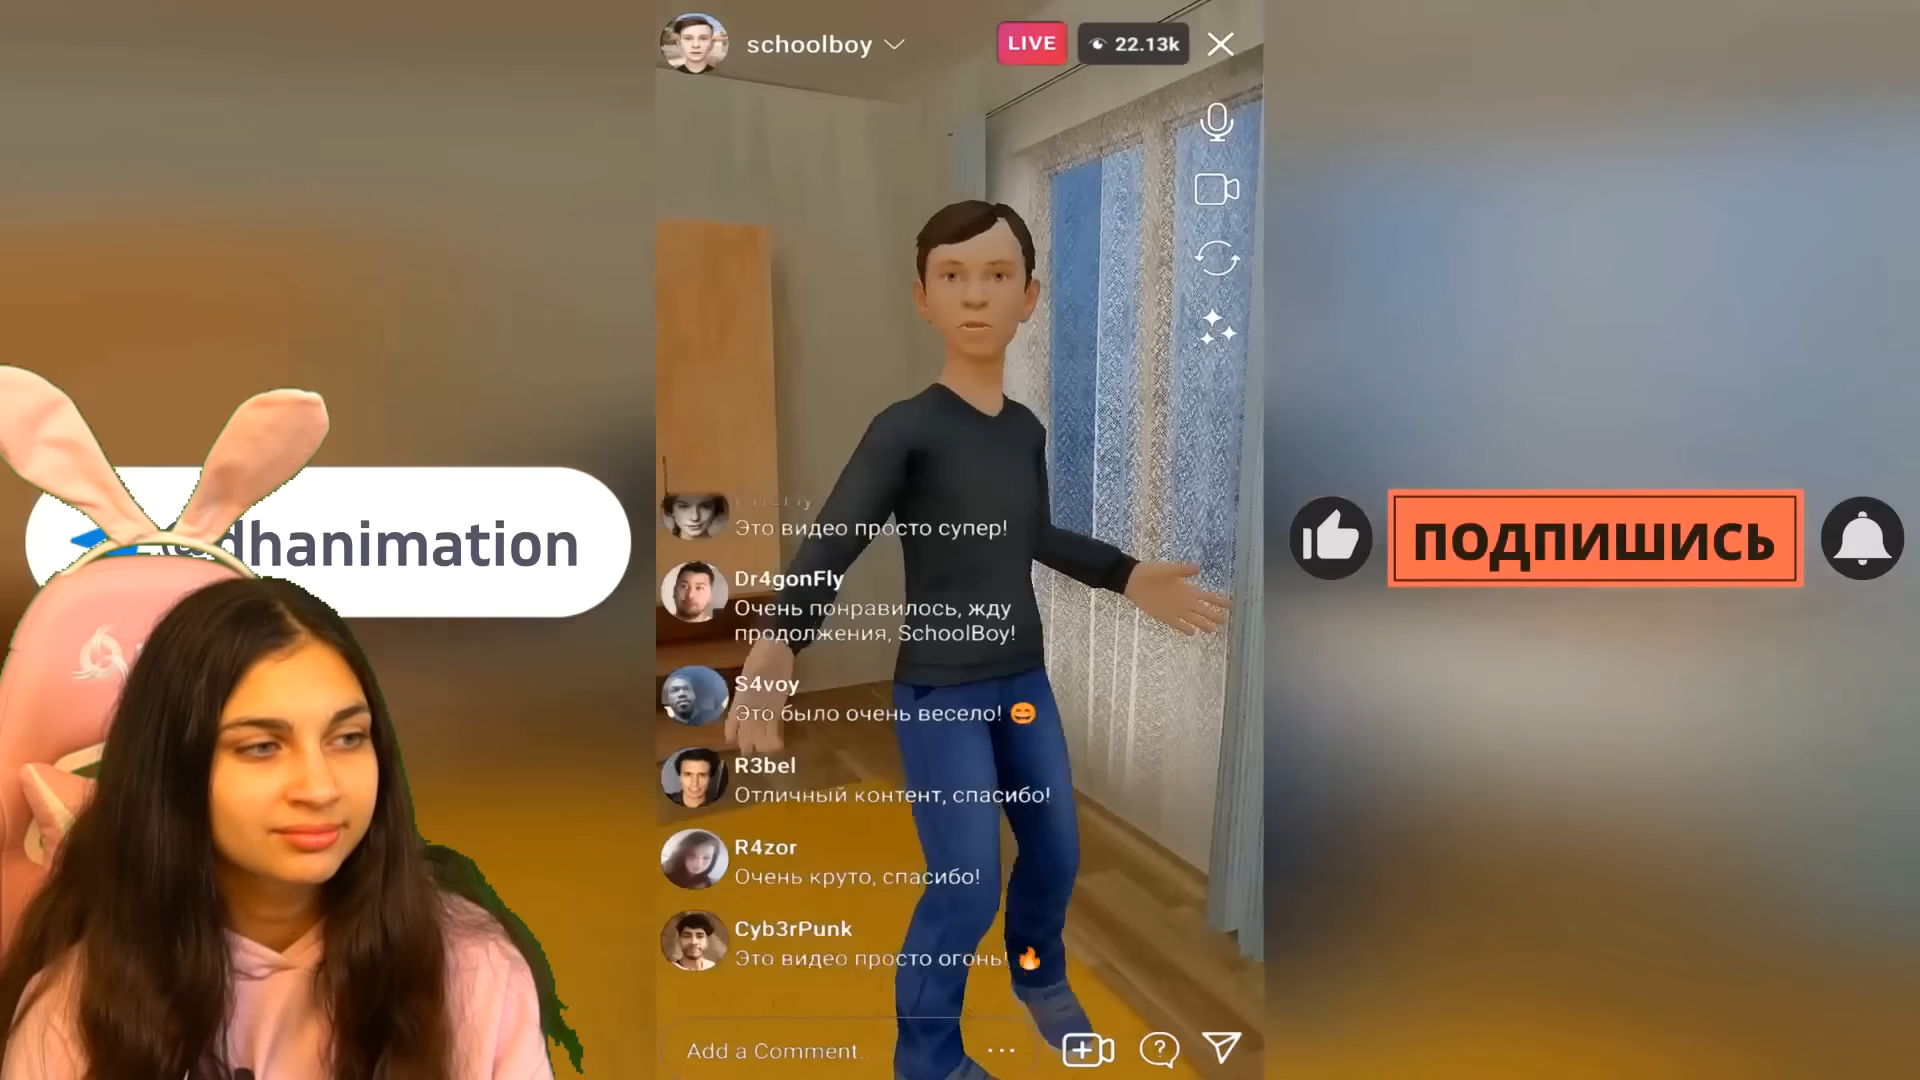 schoolboy
LIVE
22.13k
Это видео просто супер!
Dr4gonFly
Очень понравилось, жду
продолжения, SchoolBoy!
S4voy
Это было очень весело! 😄
R3bel
Отличный контент, спасибо!
R4zor
Очень круто, спасибо!
Cyb3rPunk
Это видео просто огонь! 🔥
Add a Comment...
@dhanimation
ПОДПИШИСЬ